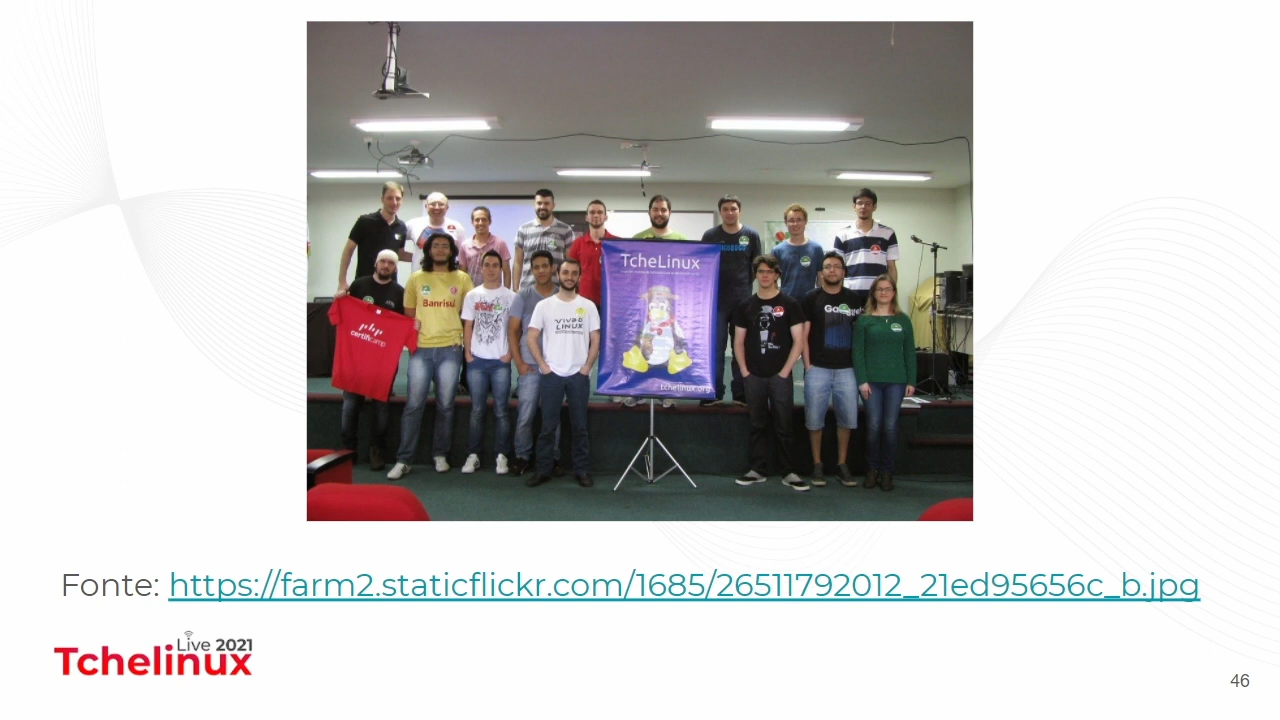 TcheLinux
Banrisul
php
certificamp
VIVA O
LINUX
tchelinux.org
Fonte: https://farm2.staticflickr.com/1685/26511792012_21ed95656c_b.jpg
Live 2021
Tchelinux
46